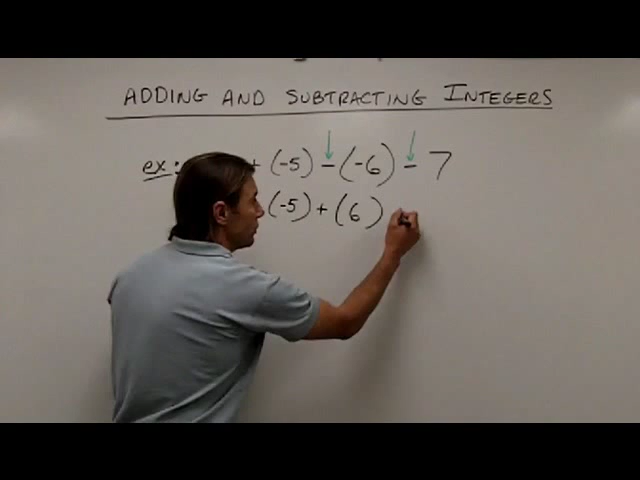 ADDING AND SUBTRACTING INTEGERS
ex: + (-5) - (-6) - 7
(-5) + (6)